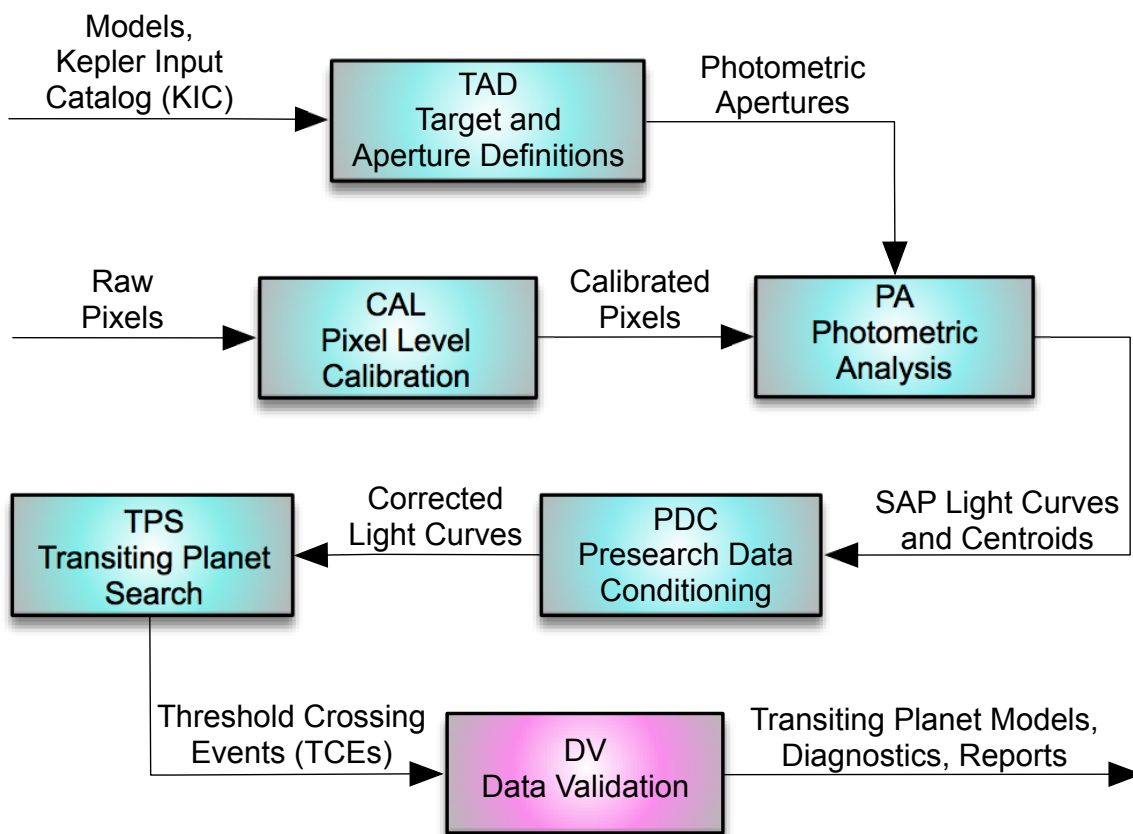 Models,
Kepler Input
Catalog (KIC)
TAD
Target and
Aperture Definitions
Photometric
Apertures
Raw
Pixels
CAL
Pixel Level
Calibration
Calibrated
Pixels
PA
Photometric
Analysis
SAP Light Curves
and Centroids
PDC
Presearch Data
Conditioning
Corrected
Light Curves
TPS
Transiting Planet
Search
Threshold Crossing
Events (TCEs)
DV
Data Validation
Transiting Planet Models,
Diagnostics, Reports